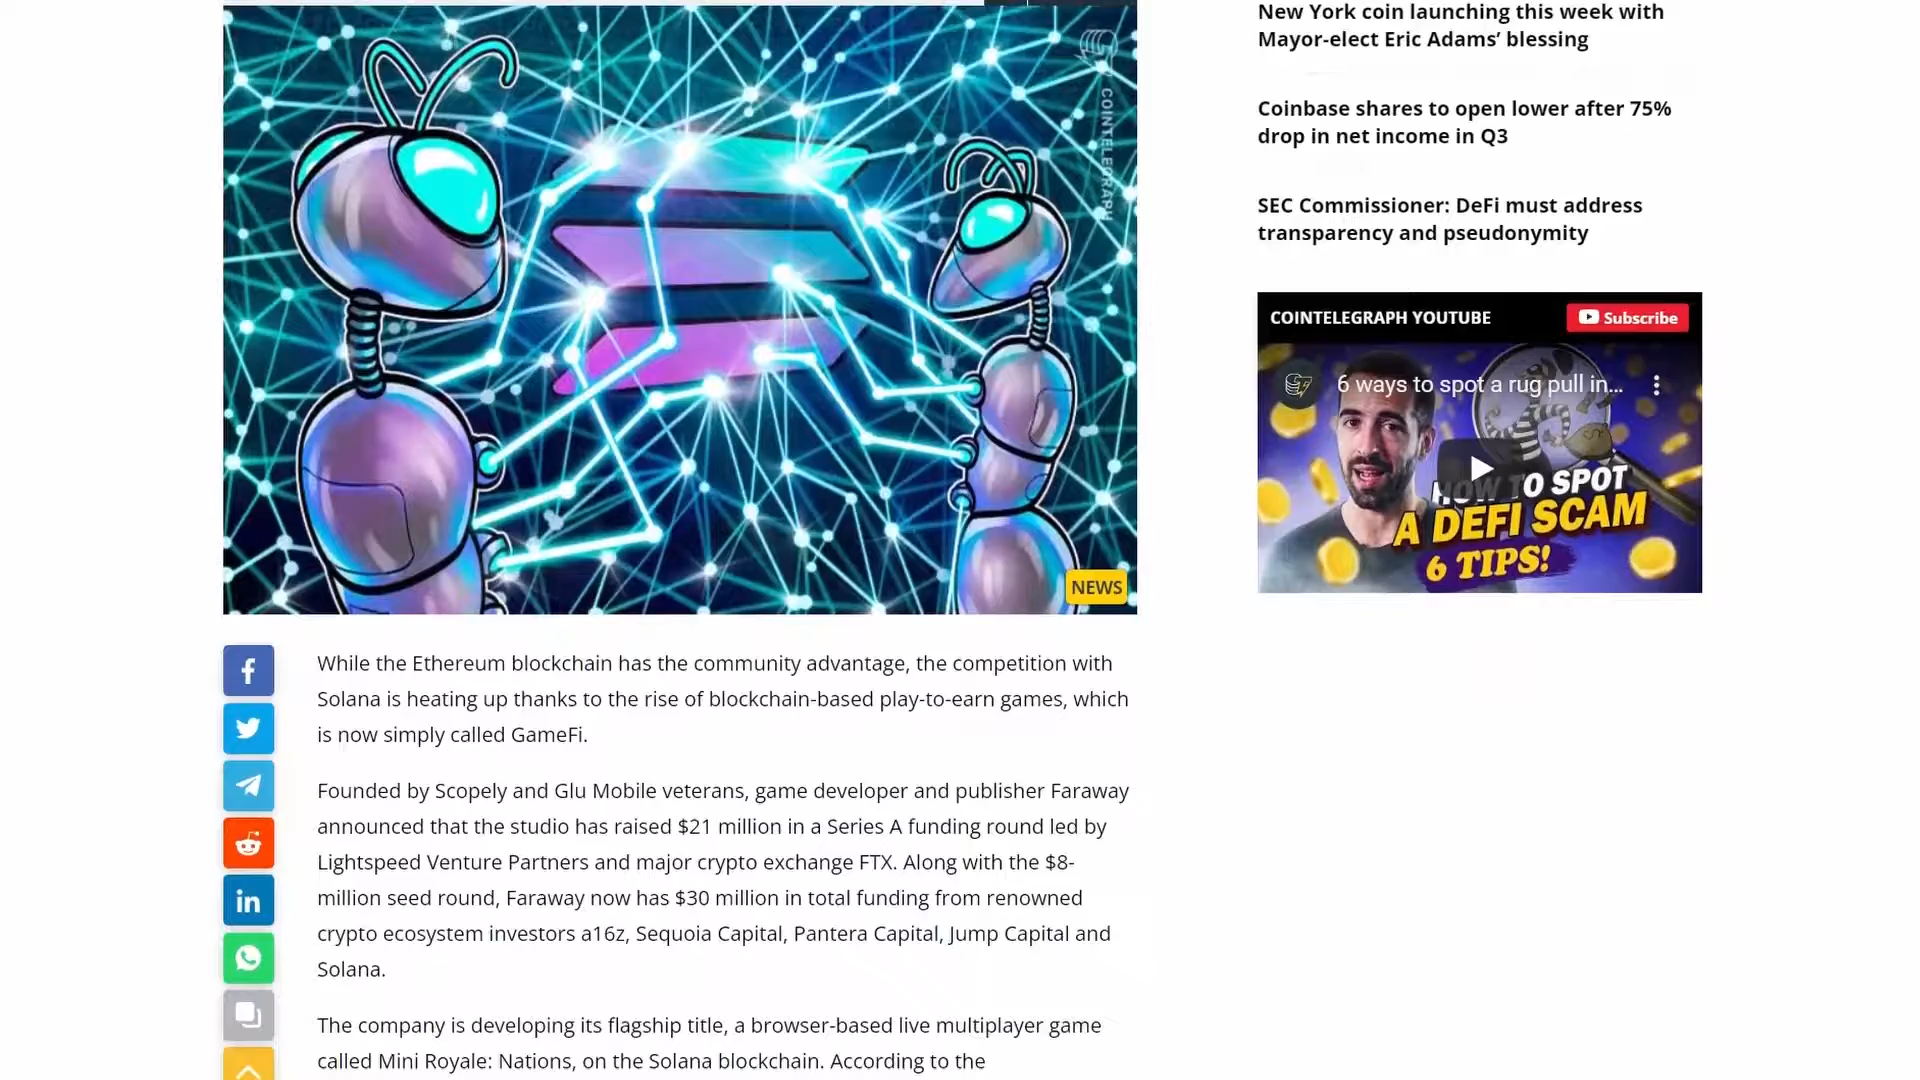 COINTELEGRAPH
NEWS
While the Ethereum blockchain has the community advantage, the competition with
Solana is heating up thanks to the rise of blockchain-based play-to-earn games, which
is now simply called GameFi.
Founded by Scopely and Glu Mobile veterans, game developer and publisher Faraway
announced that the studio has raised $21 million in a Series A funding round led by
Lightspeed Venture Partners and major crypto exchange FTX. Along with the $8-
million seed round, Faraway now has $30 million in total funding from renowned
crypto ecosystem investors a16z, Sequoia Capital, Pantera Capital, Jump Capital and
Solana.
The company is developing its flagship title, a browser-based live multiplayer game
called Mini Royale: Nations, on the Solana blockchain. According to the
New York coin launching this week with
Mayor-elect Eric Adams’ blessing
Coinbase shares to open lower after 75%
drop in net income in Q3
SEC Commissioner: DeFi must address
transparency and pseudonymity
COINTELEGRAPH YOUTUBE
Subscribe
6 ways to spot a rug pull in...
HOW TO SPOT
A DEFI SCAM
6 TIPS!